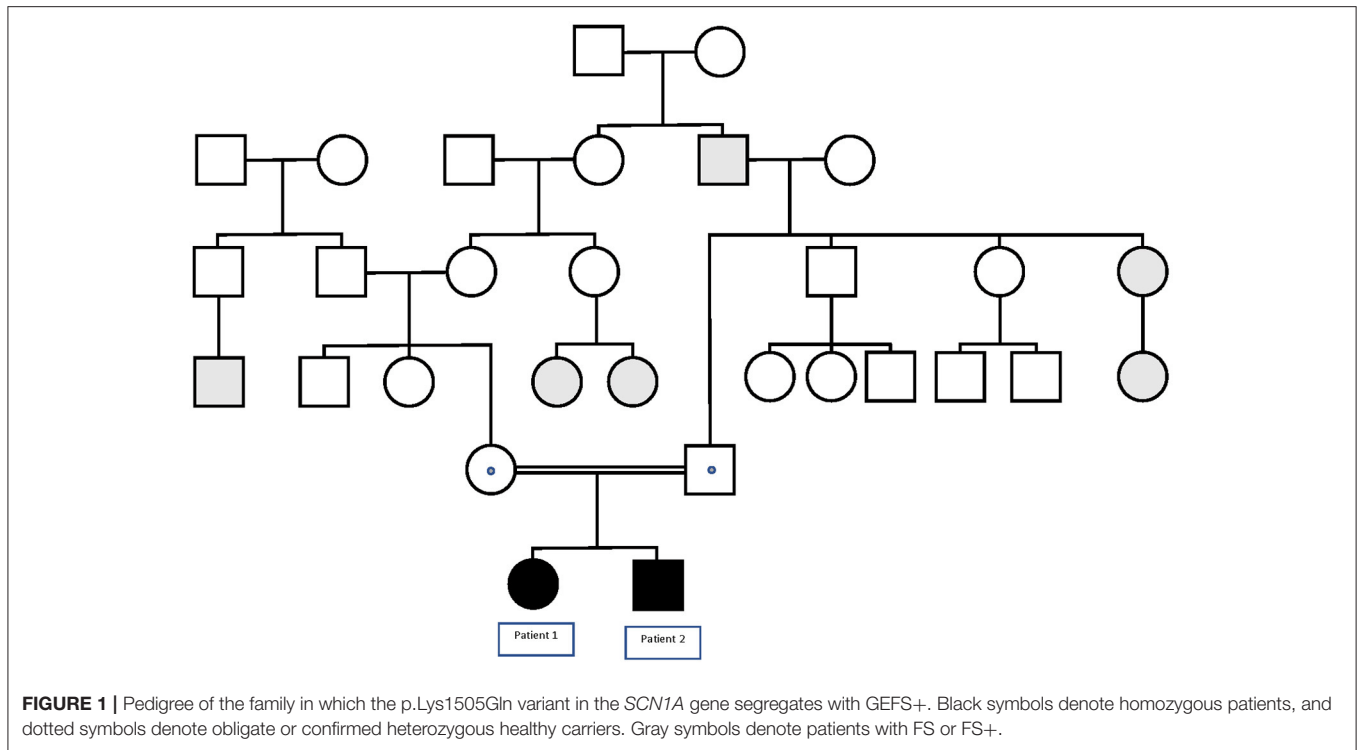 Patient 1
Patient 2
FIGURE 1 | Pedigree of the family in which the p.Lys1505Gln variant in the SCN1A gene segregates with GEFS+. Black symbols denote homozygous patients, and
dotted symbols denote obligate or confirmed heterozygous healthy carriers. Gray symbols denote patients with FS or FS+.